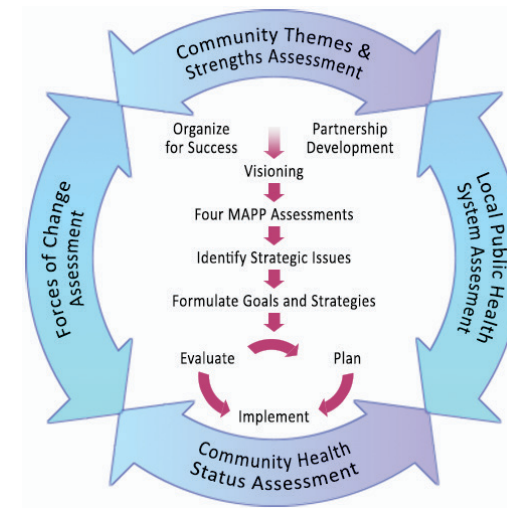 Community Themes &
Strengths Assessment
Organize
for Success
Partnership
Development
Visioning
Four MAPP Assessments
Identify Strategic Issues
Formulate Goals and Strategies
Evaluate
Plan
Implement
Forces of Change
Assessment
Local Public Health
System Assessment
Community Health
Status Assessment